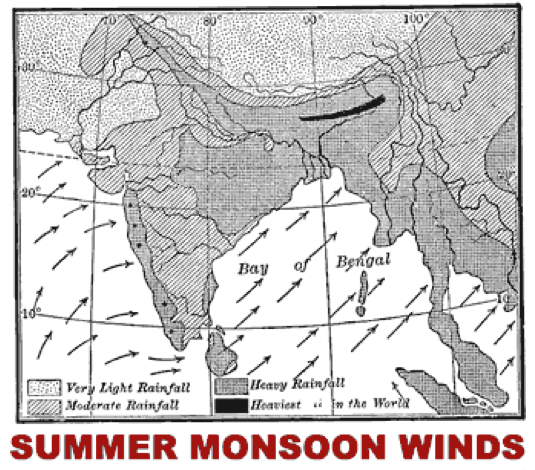 70° 80° 90° 100°
30°
20°
Bay of Bengal
10°
Very Light Rainfall Heavy Rainfall
Moderate Rainfall Heaviest " in the World
SUMMER MONSOON WINDS